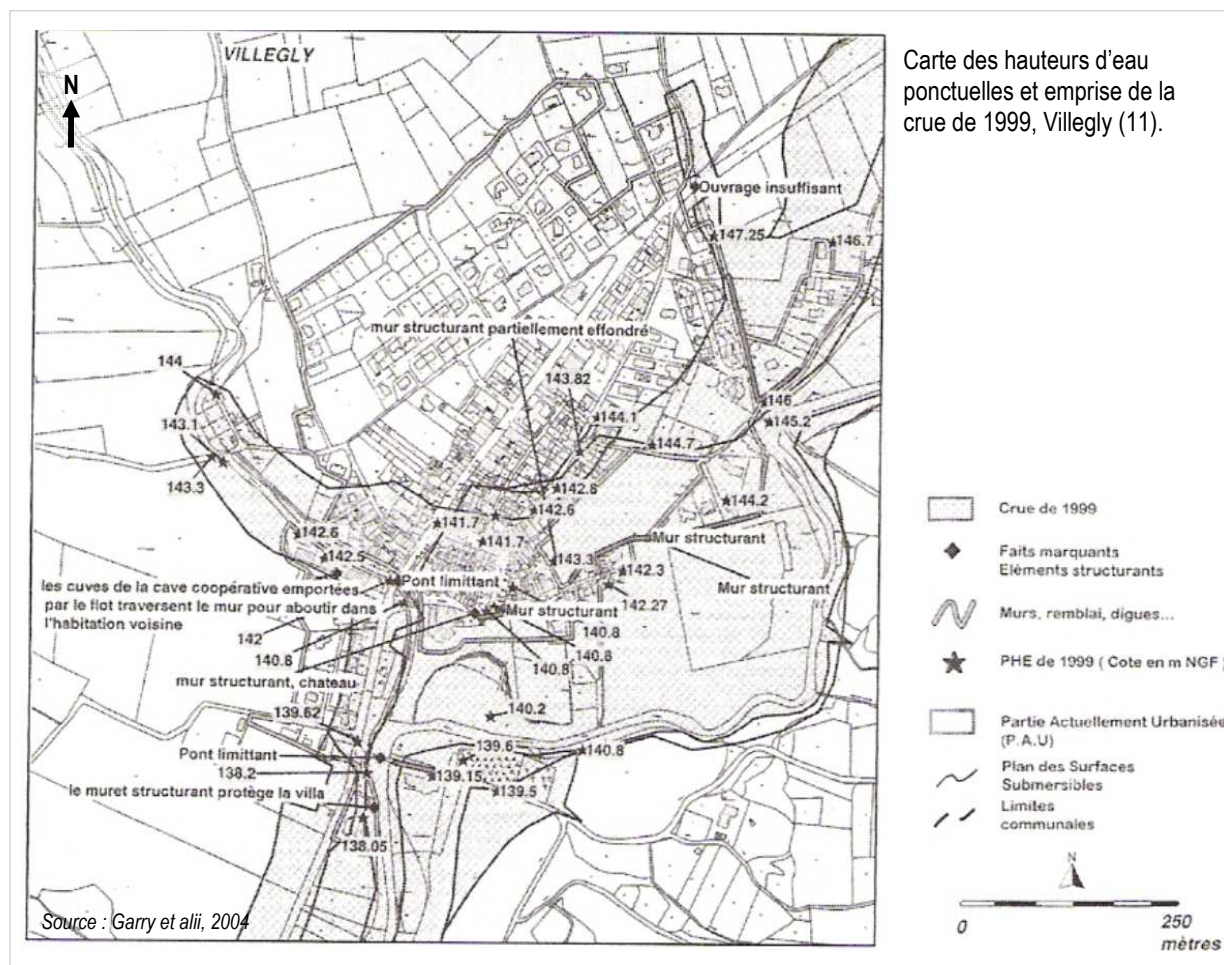 VILLEGLY
N
Carte des hauteurs d'eau
ponctuelles et emprise de la
crue de 1999, Villegly (11).
Ouvrage insuffisant
147.25
146.7
mur structurant partiellement effondré
144
143.82
143.1
144.1
146
145.2
144.7
143.3
142.8
144.2
142.6
141.7
142.6
141.7
Mur structurant
142.5
143.3
142.3
les cuves de la cave coopérative emportées
par le flot traversent le mur pour aboutir dans
l'habitation voisine
Pont limittant
Mur structurant
142.27
Mur structurant
142
140.8
140.8
140.8
140.8
mur structurant, chateau
139.62
140.2
Pont limittant
139.6
140.8
138.2
139.15
le muret structurant protège la villa
139.5
138.05
Source : Garry et alii, 2004
Crue de 1999
Faits marquants
Eléments structurants
Murs, remblai, digues...
PHE de 1999 ( Cote en m NGF )
Partie Actuellement Urbanisée
(P.A.U)
Plan des Surfaces
Submersibles
Limites
communales
N
0
250
mètres